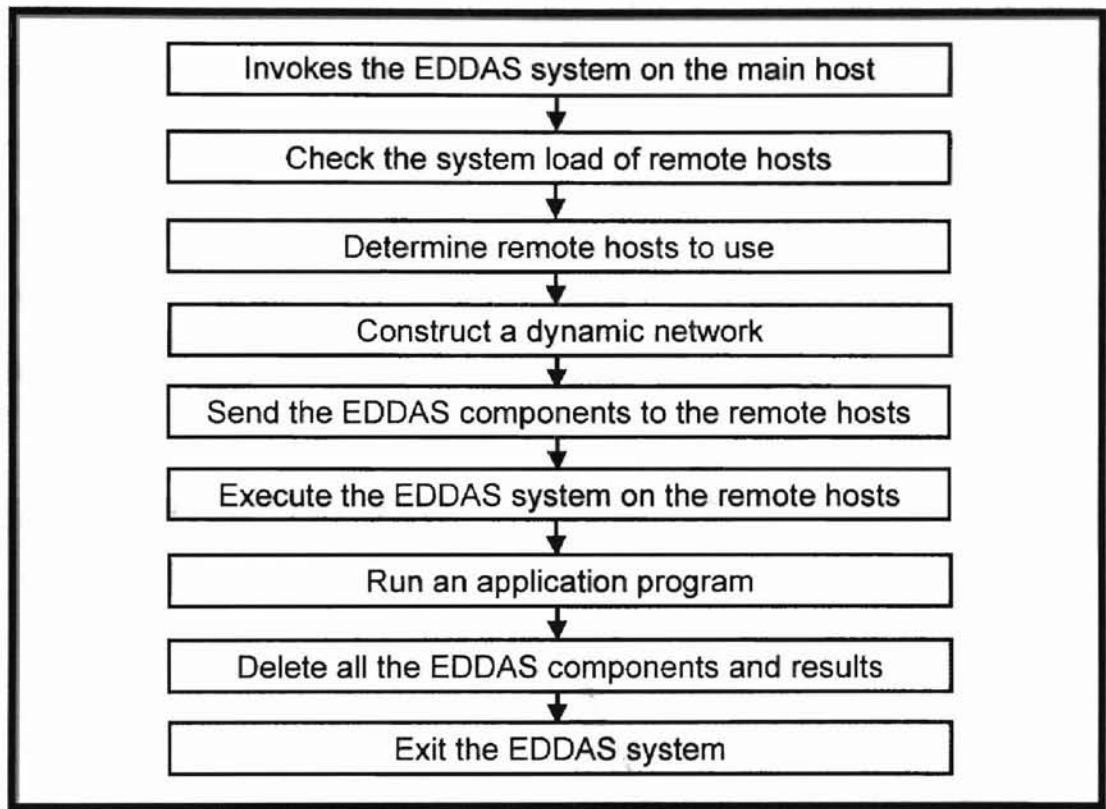 Invokes the EDDAS system on the main host
Check the system load of remote hosts
Determine remote hosts to use
Construct a dynamic network
Send the EDDAS components to the remote hosts
Execute the EDDAS system on the remote hosts
Run an application program
Delete all the EDDAS components and results
Exit the EDDAS system